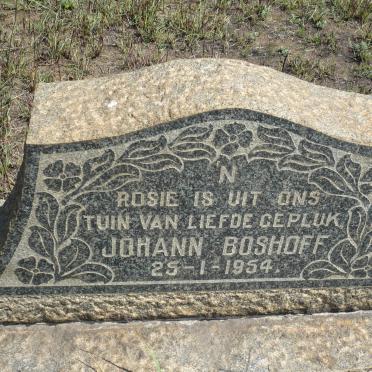 N
ROSIE IS UIT ONS
TUIN VAN LIEFDE GEPLUK
JOHANN BOSHOFF
25-1-1954